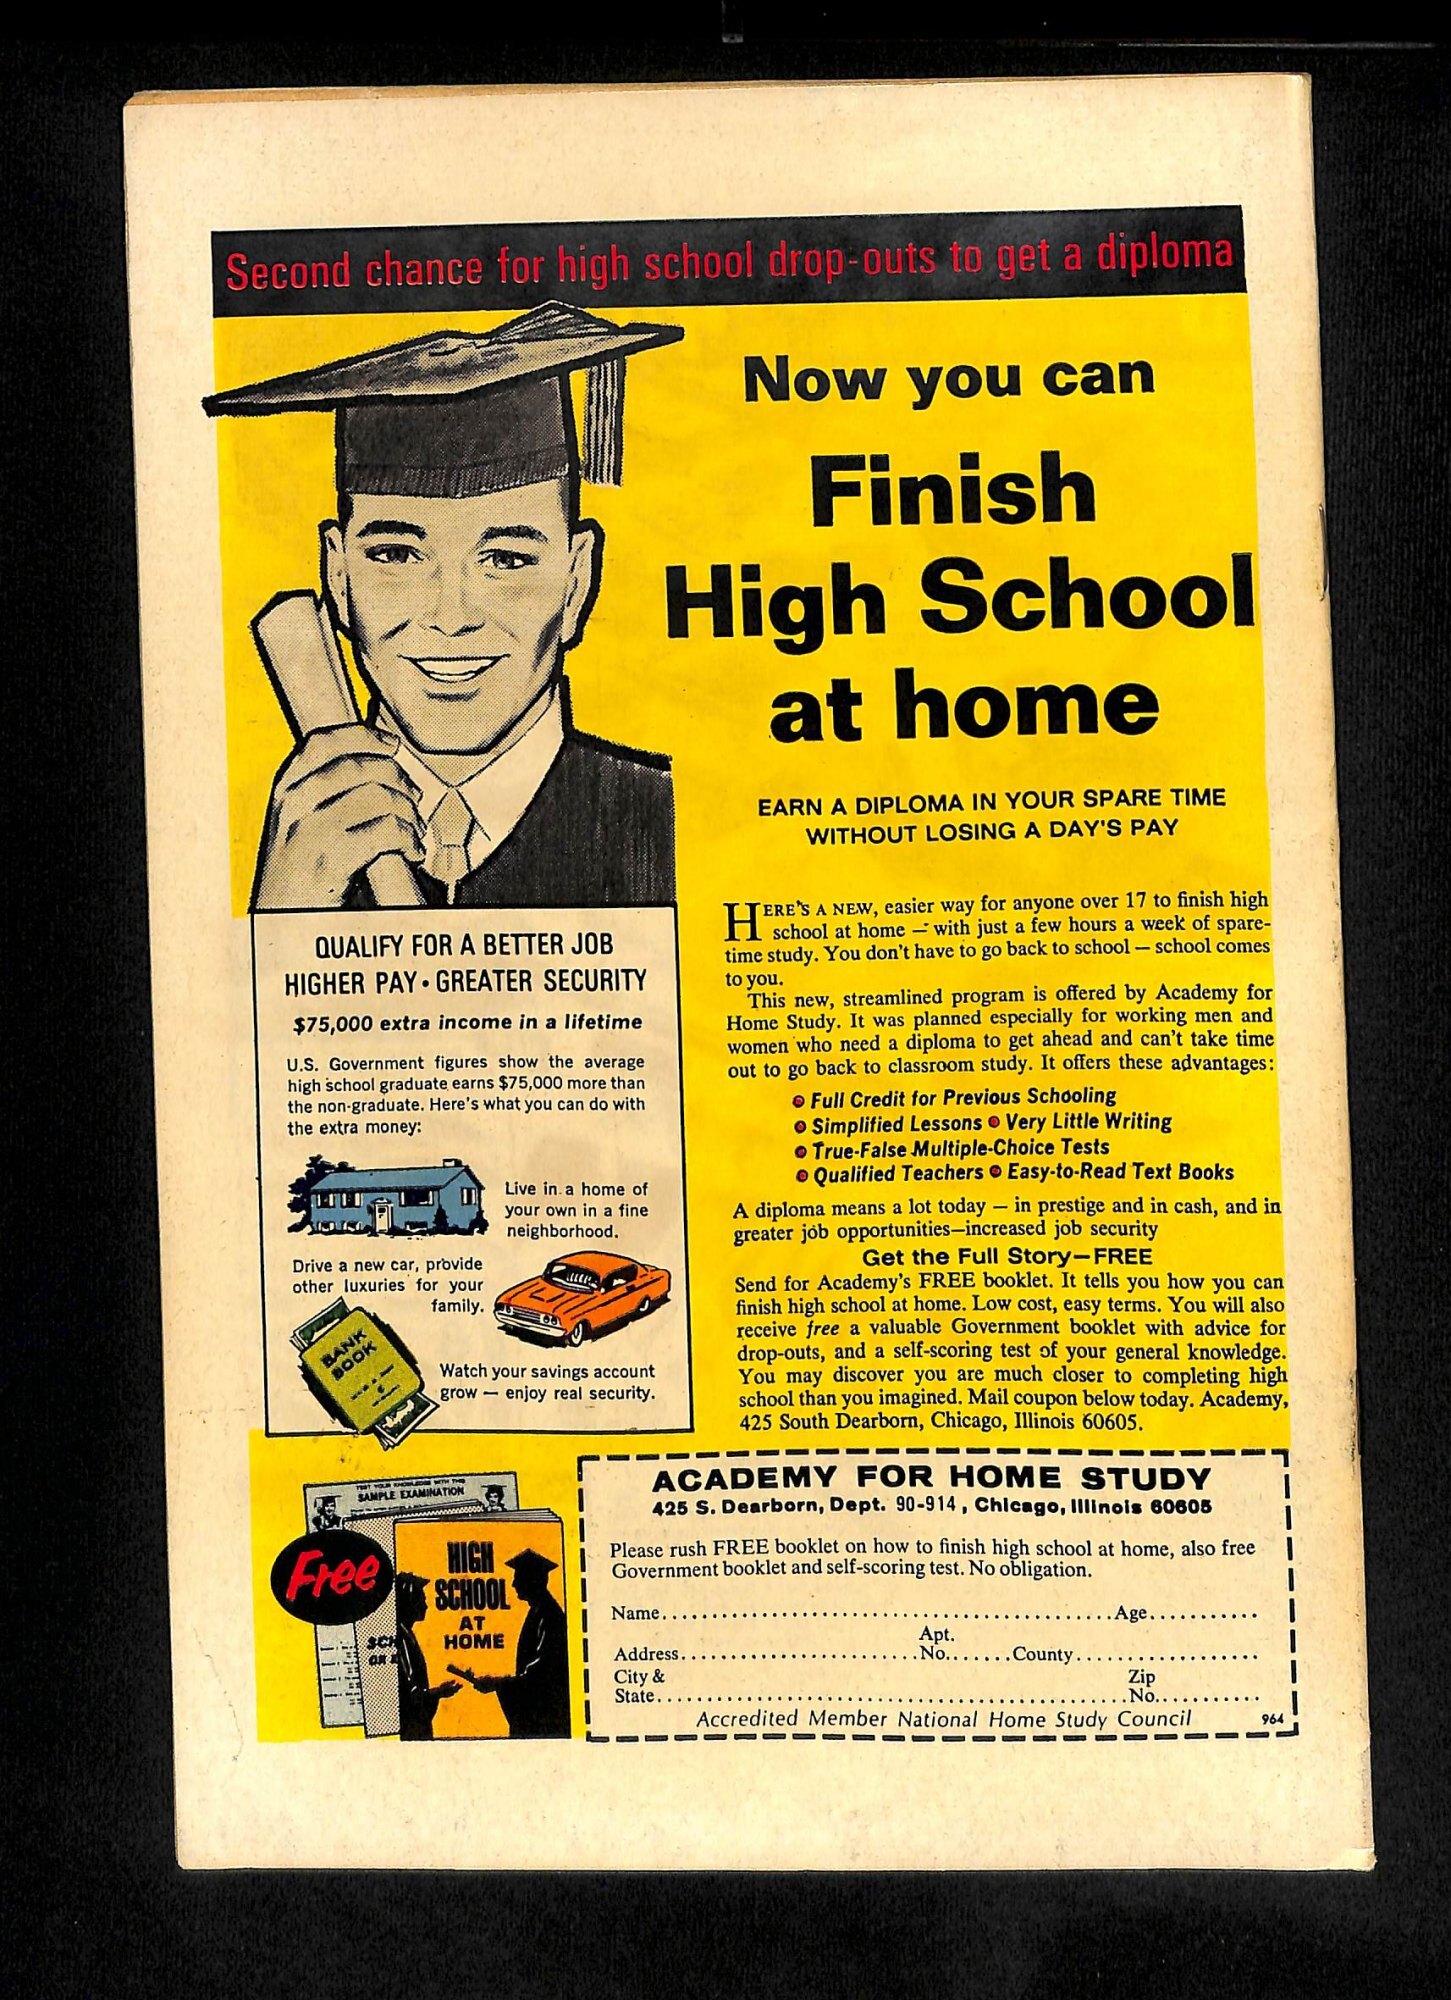 Second chance for high school drop-outs to get a diploma
Now you can
Finish
High School
at home
EARN A DIPLOMA IN YOUR SPARE TIME
WITHOUT LOSING A DAY'S PAY
HERE'S A NEW, easier way for anyone over 17 to finish high
school at home — with just a few hours a week of spare-
time study. You don't have to go back to school — school comes
to you.
This new, streamlined program is offered by Academy for
Home Study. It was planned especially for working men and
women who need a diploma to get ahead and can't take time
out to go back to classroom study. It offers these advantages:
• Full Credit for Previous Schooling
• Simplified Lessons • Very Little Writing
• True-False Multiple-Choice Tests
• Qualified Teachers • Easy-to-Read Text Books
A diploma means a lot today — in prestige and in cash, and in
greater job opportunities—increased job security
Get the Full Story—FREE
Send for Academy's FREE booklet. It tells you how you can
finish high school at home. Low cost, easy terms. You will also
receive free a valuable Government booklet with advice for
drop-outs, and a self-scoring test of your general knowledge.
You may discover you are much closer to completing high
school than you imagined. Mail coupon below today. Academy,
425 South Dearborn, Chicago, Illinois 60605.
QUALIFY FOR A BETTER JOB
HIGHER PAY • GREATER SECURITY
$75,000 extra income in a lifetime
U.S. Government figures show the average
high school graduate earns $75,000 more than
the non-graduate. Here's what you can do with
the extra money:
Live in a home of
your own in a fine
neighborhood.
Drive a new car, provide
other luxuries for your
family.
BANK
BOOK
Watch your savings account
grow — enjoy real security.
TEST YOUR KNOWLEDGE WITH THIS
SAMPLE EXAMINATION
Free
HIGH
SCHOOL
AT
HOME
ACADEMY FOR HOME STUDY
425 S. Dearborn, Dept. 90-914, Chicago, Illinois 60605
Please rush FREE booklet on how to finish high school at home, also free
Government booklet and self-scoring test. No obligation.
Name..............................................Age...........
Apt.
Address........................No.......County...................
City & Zip
State................................................No...........
Accredited Member National Home Study Council 964